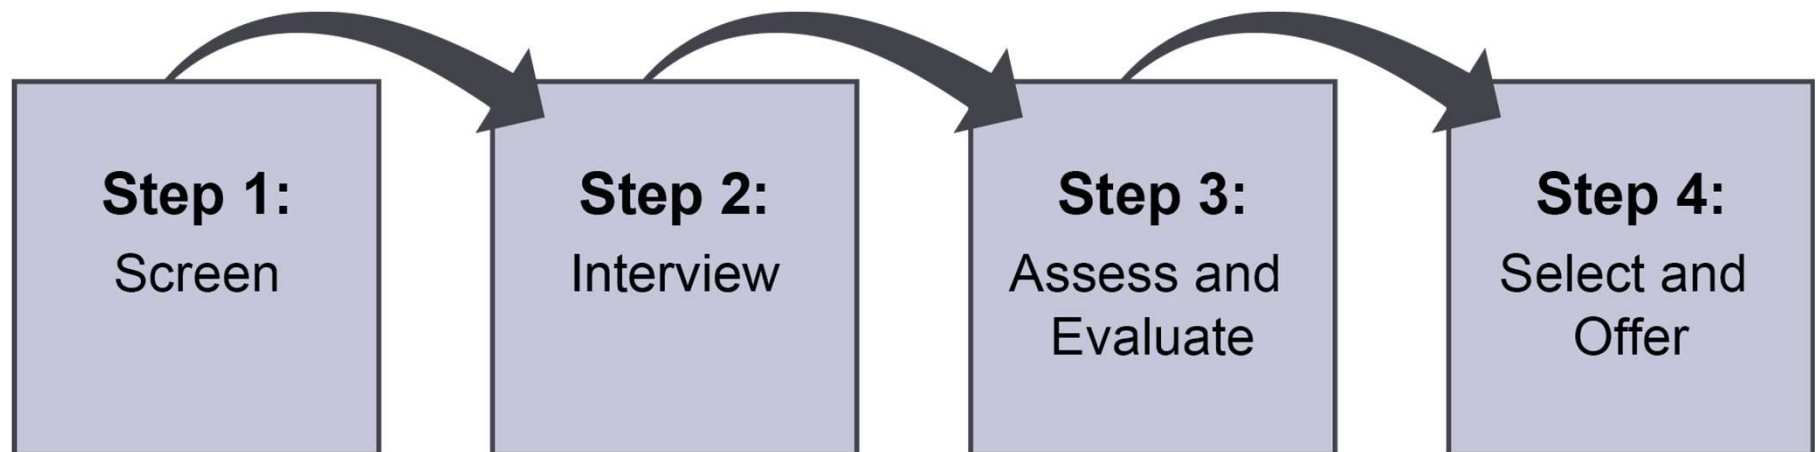 Step 1:
Screen
Step 2:
Interview
Step 3:
Assess and
Evaluate
Step 4:
Select and
Offer